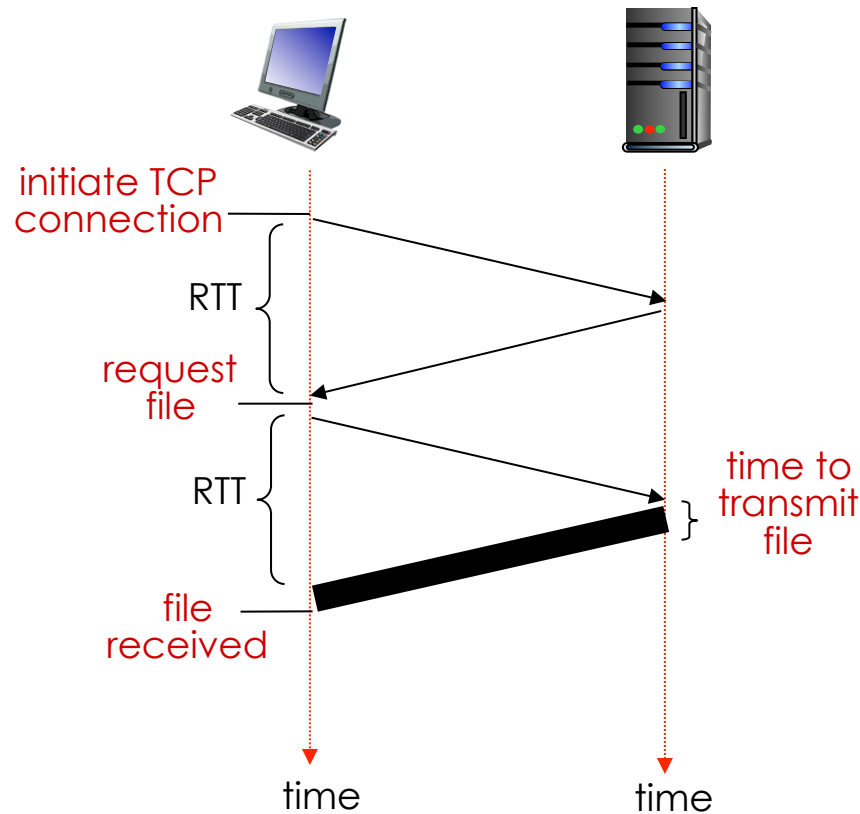 initiate TCP
connection
RTT
request
file
RTT
time to
transmit
file
file
received
time
time